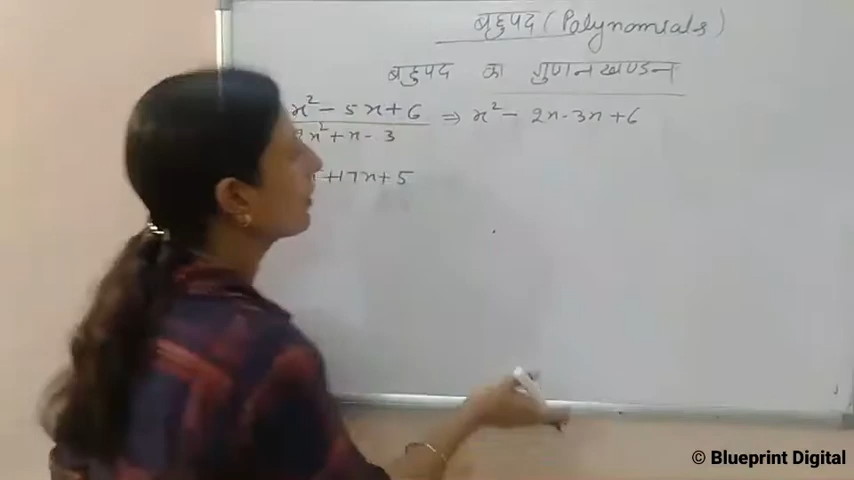 बहुपद (Polynomials)
बहुपद का गुणनखण्डन
x² - 5x + 6 ⇒ x² - 2x - 3x + 6
2x² + x - 3
+ 17x + 5
© Blueprint Digital